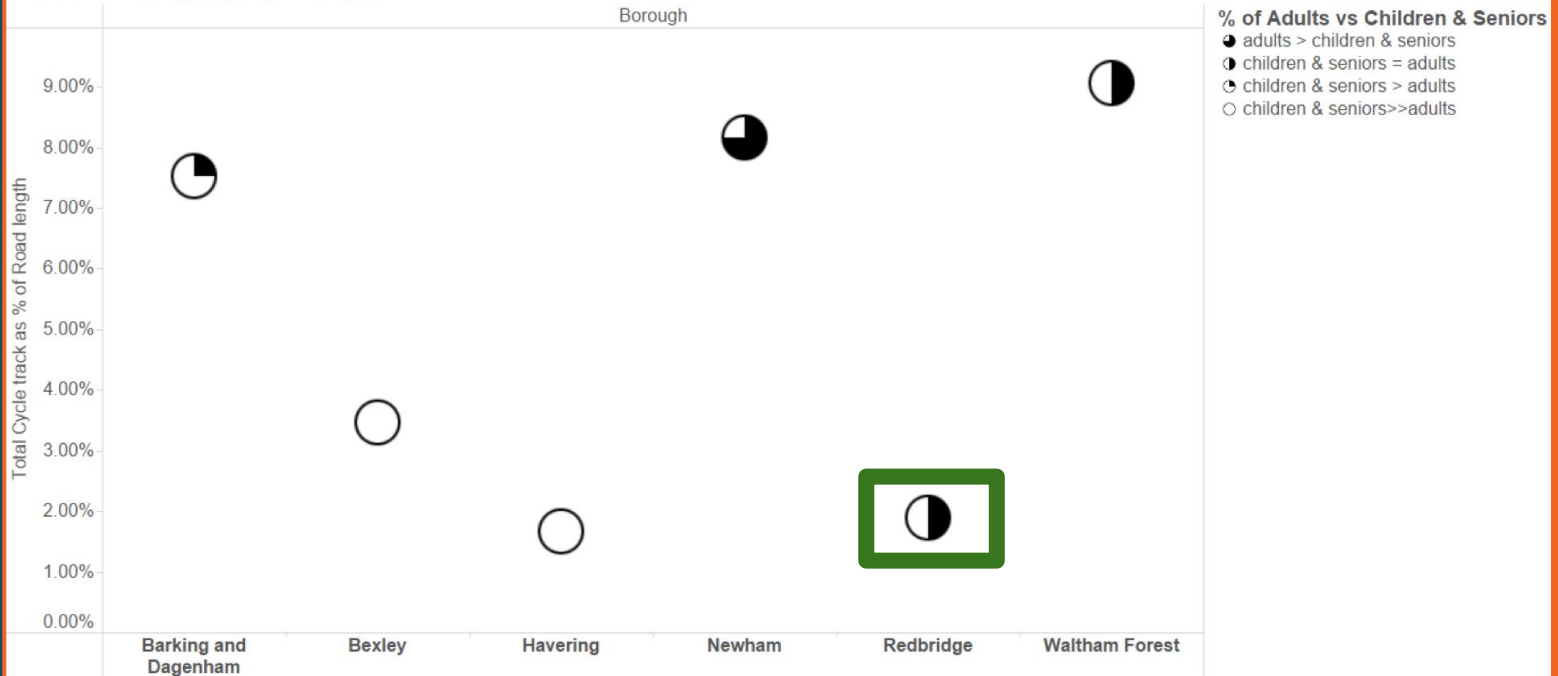 Borough
% of Adults vs Children & Seniors
adults > children & seniors
children & seniors = adults
children & seniors > adults
children & seniors>>adults
Total Cycle track as % of Road length
9.00%
8.00%
7.00%
6.00%
5.00%
4.00%
3.00%
2.00%
1.00%
0.00%
Barking and
Dagenham
Bexley
Havering
Newham
Redbridge
Waltham Forest